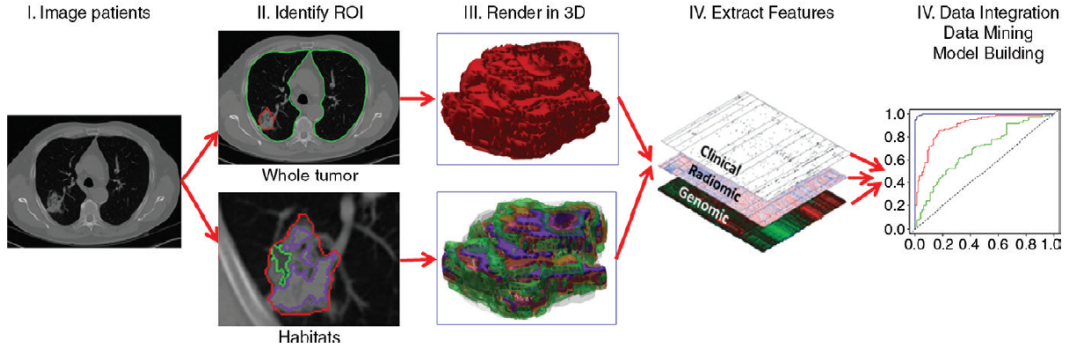 I. Image patients
II. Identify ROI
III. Render in 3D
IV. Extract Features
IV. Data Integration
Data Mining
Model Building
Whole tumor
Habitats
Clinical
Radiomic
Genomic
1.0
0.8
0.6
0.4
0.2
0.0
0.0 0.2 0.4 0.6 0.8 1.0